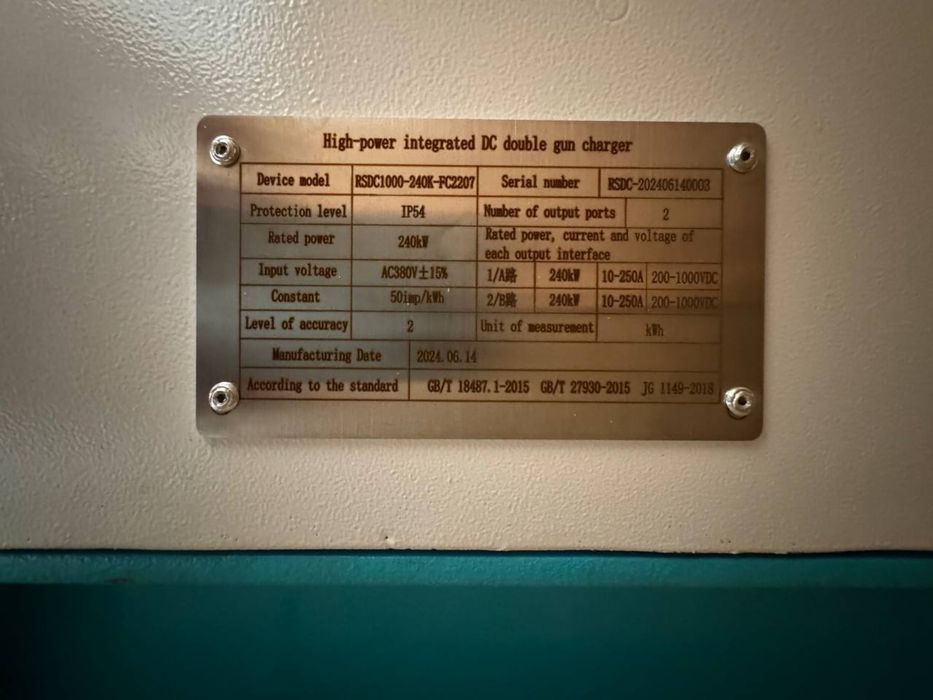 High-power integrated DC double gun charger
Device model RSDC1000-240K-FC2207 Serial number RSDC-202406140003
Protection level IP54 Number of output ports 2
Rated power 240kW Rated power, current and voltage of
each output interface
Input voltage AC380V±15% 1/A路 240kW 10-250A 200-1000VDC
Constant 50imp/kWh 2/B路 240kW 10-250A 200-1000VDC
Level of accuracy 2 Unit of measurement kWh
Manufacturing Date 2024.06.14
According to the standard GB/T 18487.1-2015 GB/T 27930-2015 JG 1149-2018